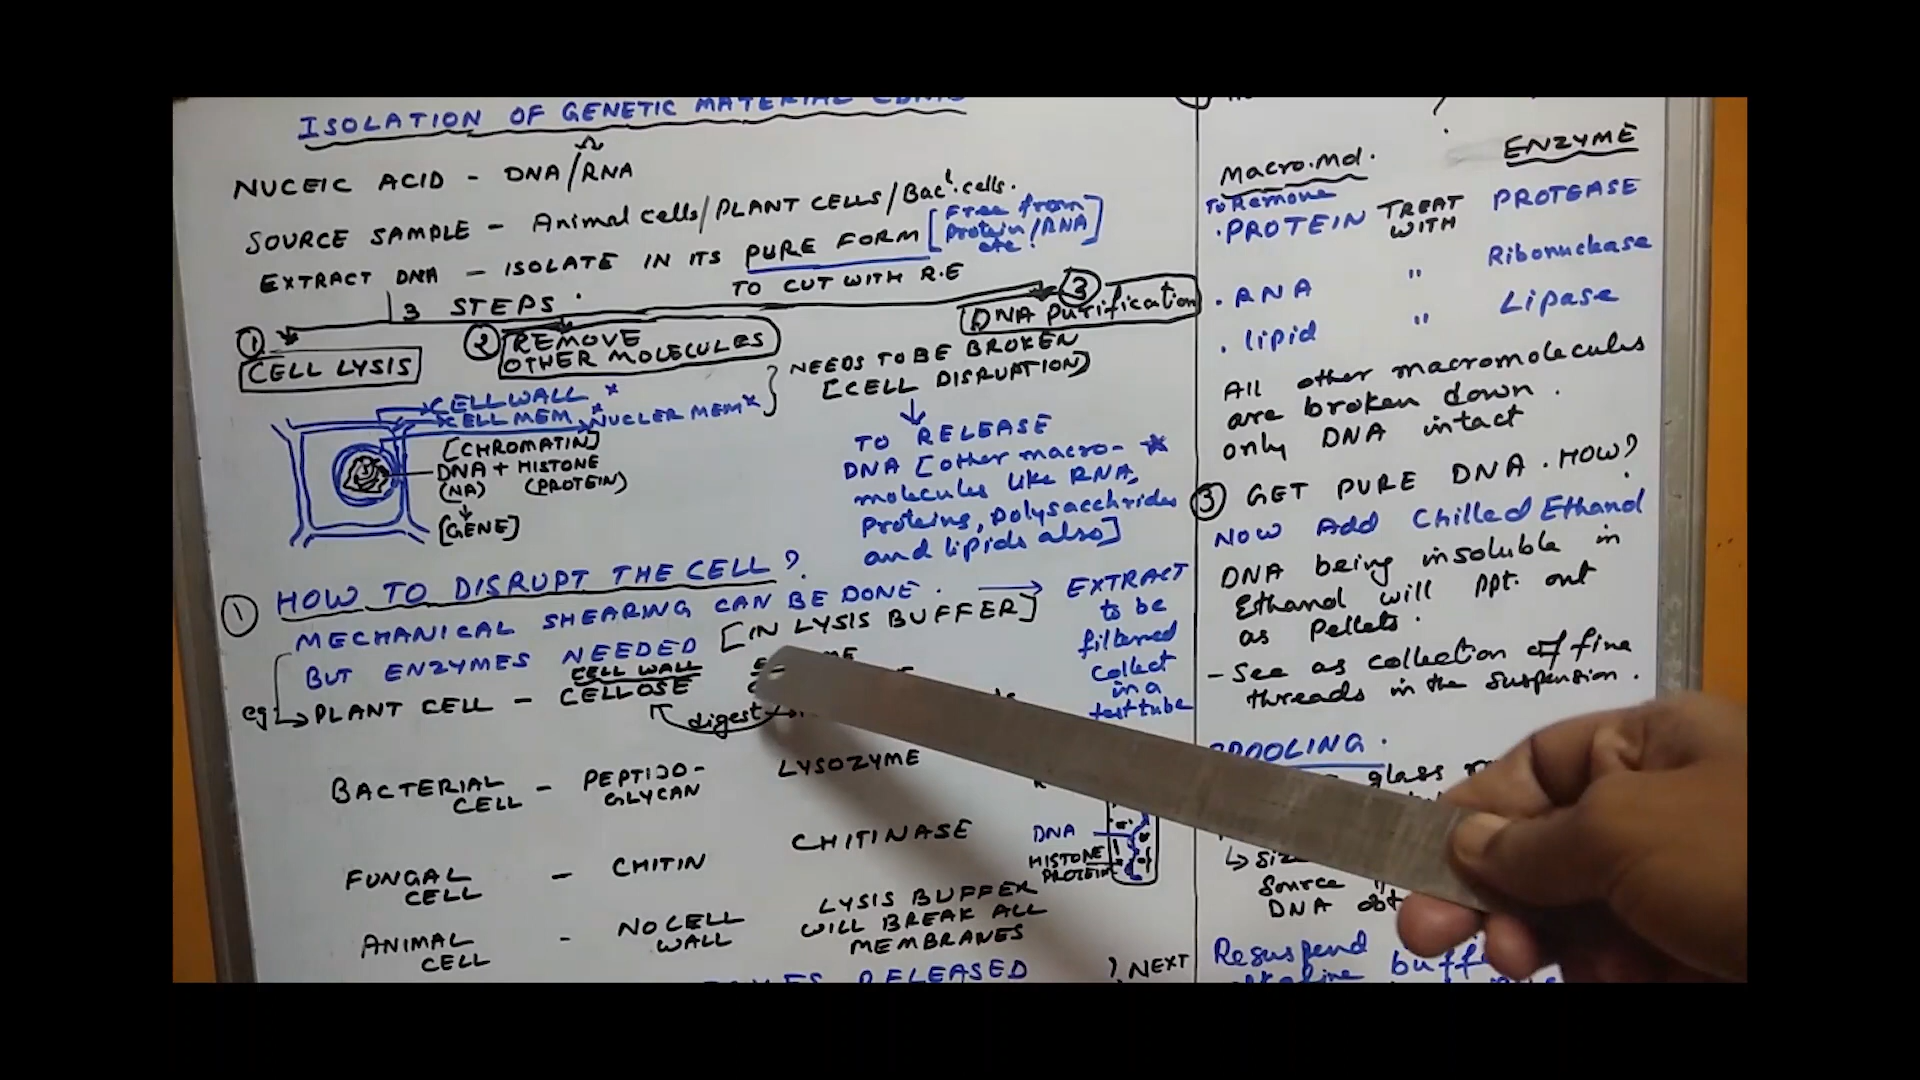 ISOLATION OF GENETIC MATERIAL
NUCEIC ACID - DNA/RNA
SOURCE SAMPLE - Animal cells/PLANT CELLS/Bacl. cells.
EXTRACT DNA - ISOLATE IN ITS PURE FORM [Free from Protein/RNA etc.]
TO CUT WITH R.E
3 STEPS.
① CELL LYSIS
② REMOVE OTHER MOLECULES
③ DNA Purification
CELL WALL *
CELL MEM * NUCLER MEM *
[CHROMATIN]
DNA + HISTONE
(NA) (PROTEIN)
[GENE]
NEEDS TO BE BROKEN
[CELL DISRUPTION)
TO RELEASE
DNA [other macro-
molecules like RNA,
Proteins, polysacchrides
and lipids also]
① HOW TO DISRUPT THE CELL?
MECHANICAL SHEARING CAN BE DONE.
BUT ENZYMES NEEDED [IN LYSIS BUFFER]
CELL WALL
eg: PLANT CELL - CELLOSE
digest
BACTERIAL CELL - PEPTIDO-GLYCAN LYSOZYME
FUNGAL CELL - CHITIN CHITINASE
ANIMAL CELL - NO CELL WALL LYSIS BUFFER WILL BREAK ALL MEMBRANES
RELEASED
? NEXT
EXTRACT
to be
filtered
Collect
in a
test tube
DNA
HISTONE
PROTEIN
Macro.Mol. ENZYME
To Remove
. PROTEIN TREAT WITH PROTEASE
. RNA " Ribonuclease
. lipid " Lipase
All other macromolecules
are broken down.
only DNA intact
③ GET PURE DNA. HOW?
NOW Add Chilled Ethanol
DNA being insoluble in
Ethanol will ppt. out
as Pellets.
- See as collection of fine
threads in the suspension.
SPOOLING.
glass
Source
DNA
Resuspend